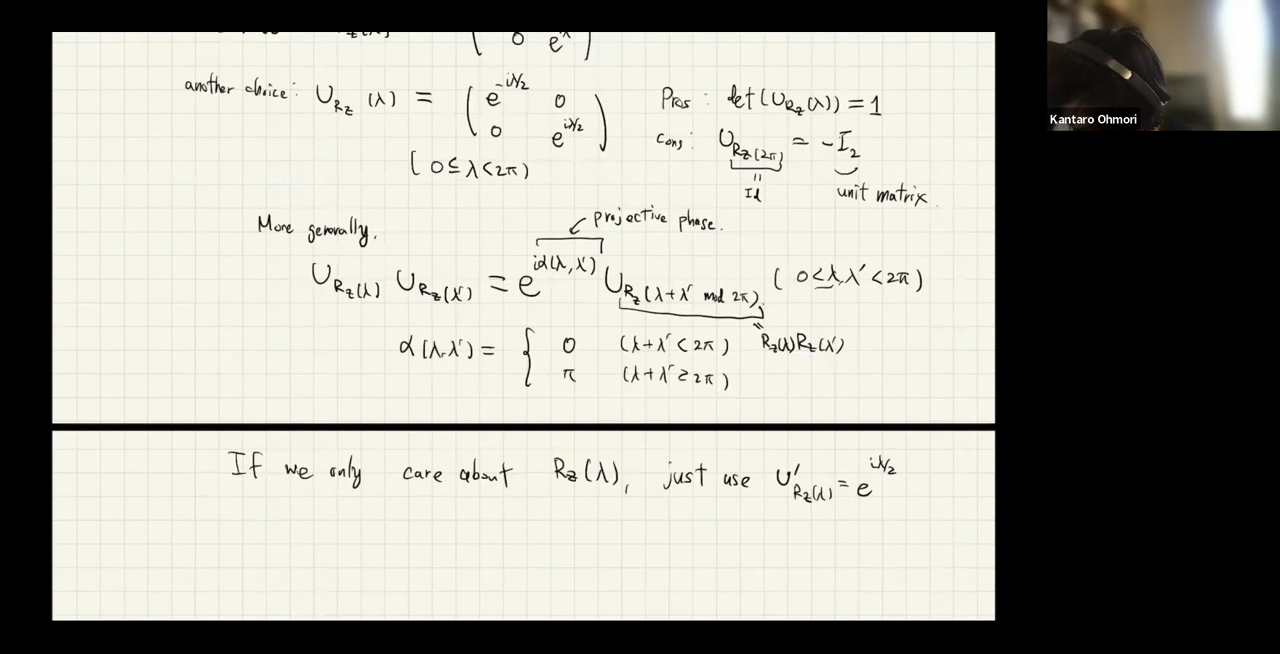 ( 0 e^{iλ} )
another choice: U_{R_z}(λ) = ( e^{-iλ/2} 0
0 e^{iλ/2} )
Pros : det(U_{R_z}(λ)) = 1
Cons : U_{R_z(2π)} = -I_2
( 0 ≤ λ < 2π )
"
Id
unit matrix.
More generally.
projective phase.
U_{R_z(λ)} U_{R_z(λ')} = e^{iα(λ,λ')} U_{R_z(λ+λ' mod 2π)} ( 0 ≤ λ,λ' < 2π )
" R_z(λ)R_z(λ')
α(λ,λ') = { 0 (λ+λ' < 2π)
π (λ+λ' ≥ 2π)
If we only care about R_z(λ), just use U'_{R_z(λ)} = e^{iλ/2}
Kantaro Ohmori